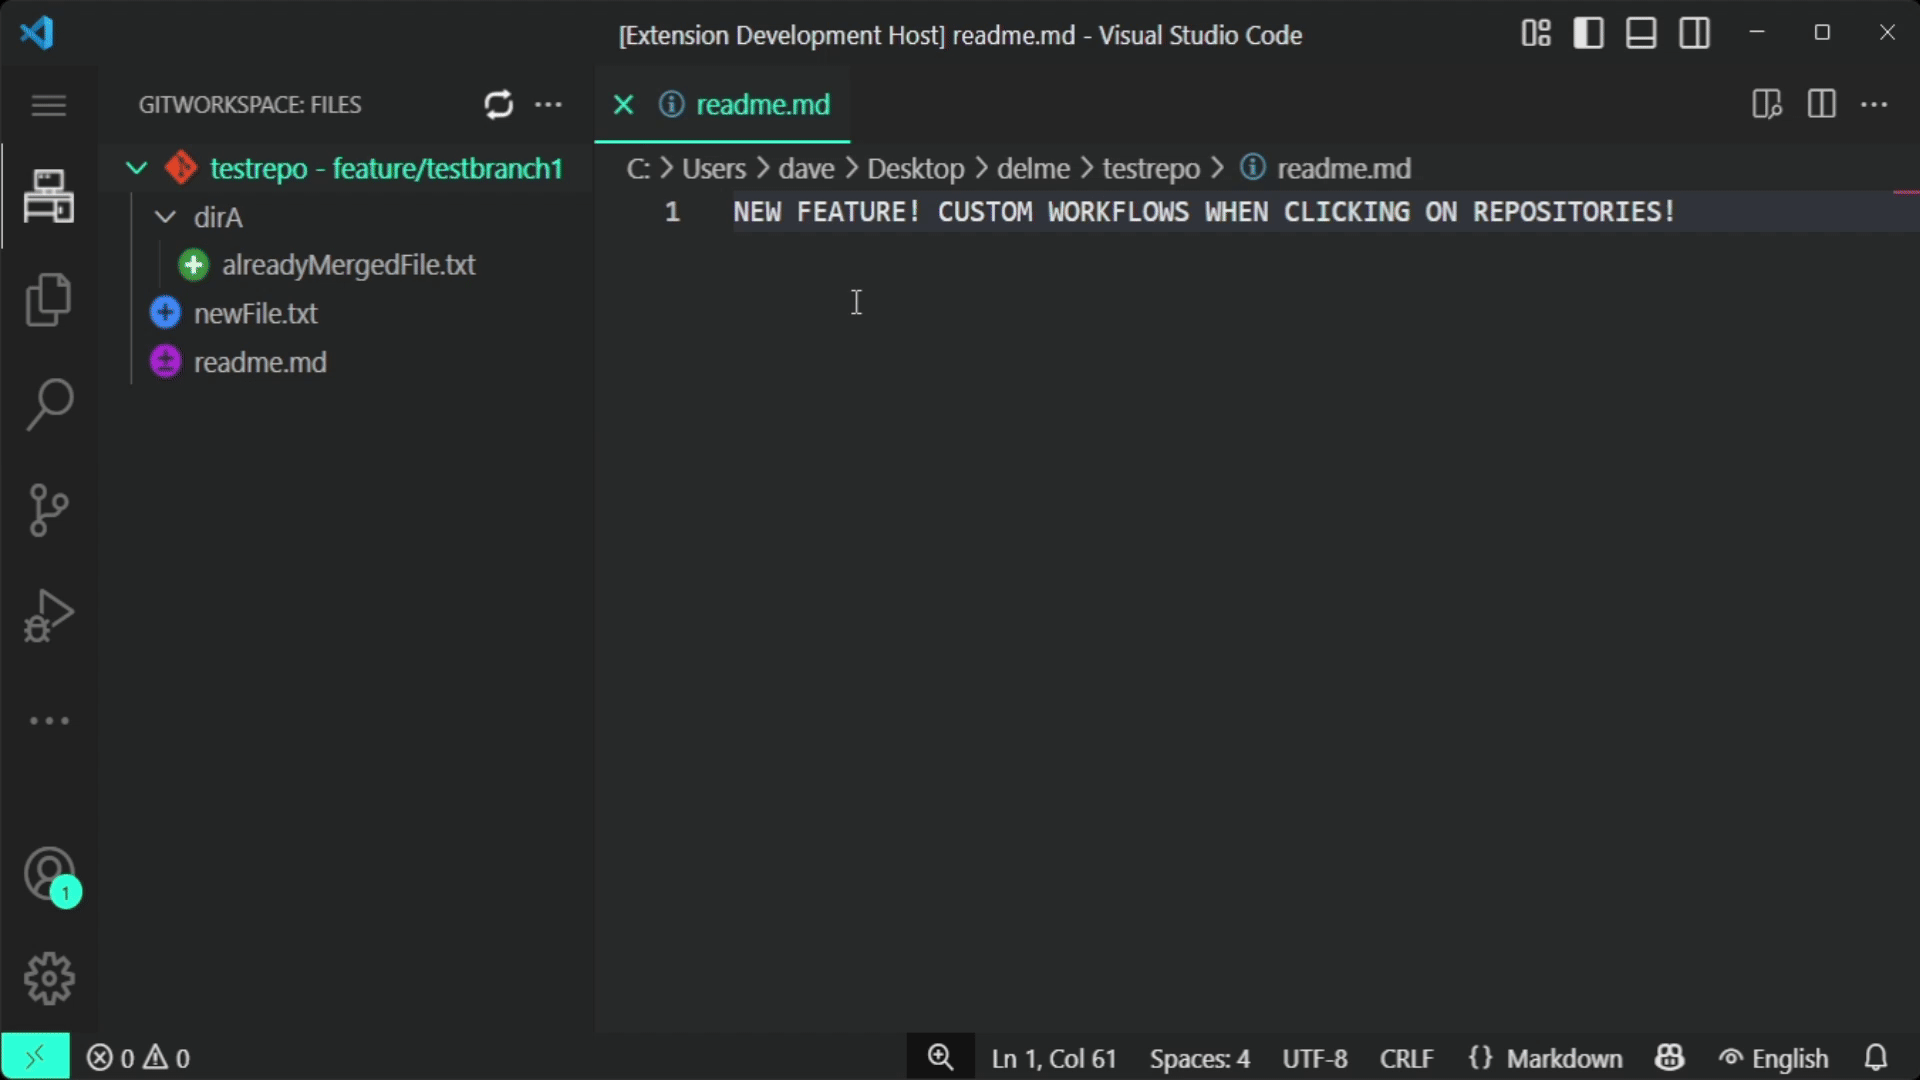 [Extension Development Host] readme.md - Visual Studio Code
GITWORKSPACE: FILES
readme.md
testrepo - feature/testbranch1
C: > Users > dave > Desktop > delme > testrepo > readme.md
dirA
1 NEW FEATURE! CUSTOM WORKFLOWS WHEN CLICKING ON REPOSITORIES!
alreadyMergedFile.txt
newFile.txt
readme.md
1
0 0 Ln 1, Col 61 Spaces: 4 UTF-8 CRLF {} Markdown English